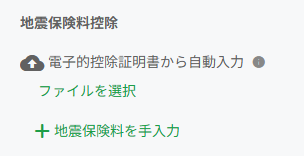 地震保険料控除
電子的控除証明書から自動入力
ファイルを選択
地震保険料を手入力